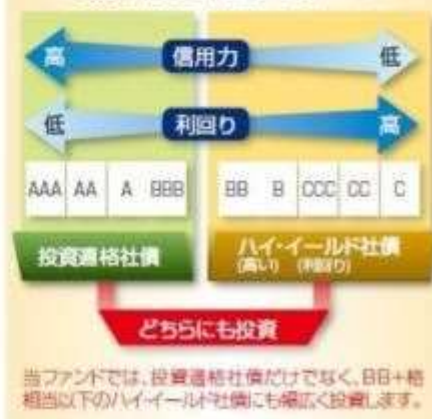 高 信用力 低
低 利回り 高
AAA AA A BBB BB B CCC CC C
投資適格社債 ハイ・イールド社債
(高い) (利回り)
どちらにも投資
当ファンドでは、投資適格社債だけでなく、BB+格
相当以下のハイ・イールド社債にも幅広く投資します。